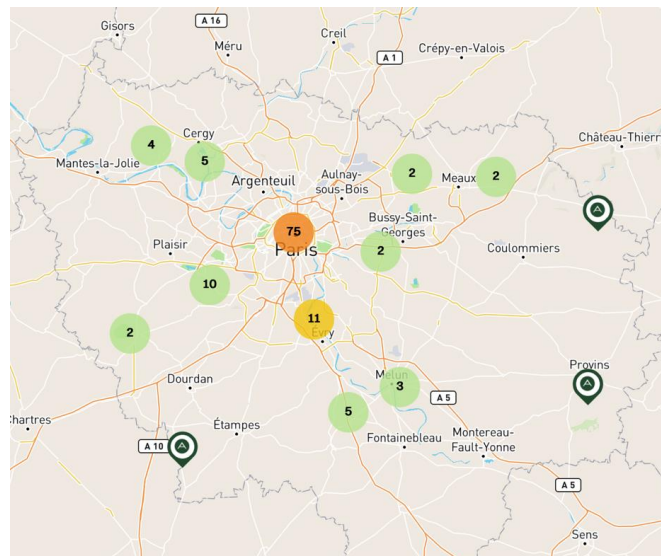 Gisors
A 16
Méru
Creil
A 1
Crépy-en-Valois
4
Cergy
5
Mantes-la-Jolie
Argenteuil
Aulnay-
sous-Bois
2
Meaux
2
Château-Thierr
75
Paris
Bussy-Saint-
Georges
2
Plaisir
Coulommiers
10
11
Évry
2
Dourdan
Melun
3
A 5
Provins
5
Chartres
Étampes
A 10
Fontainebleau
Montereau-
Fault-Yonne
A 5
Sens